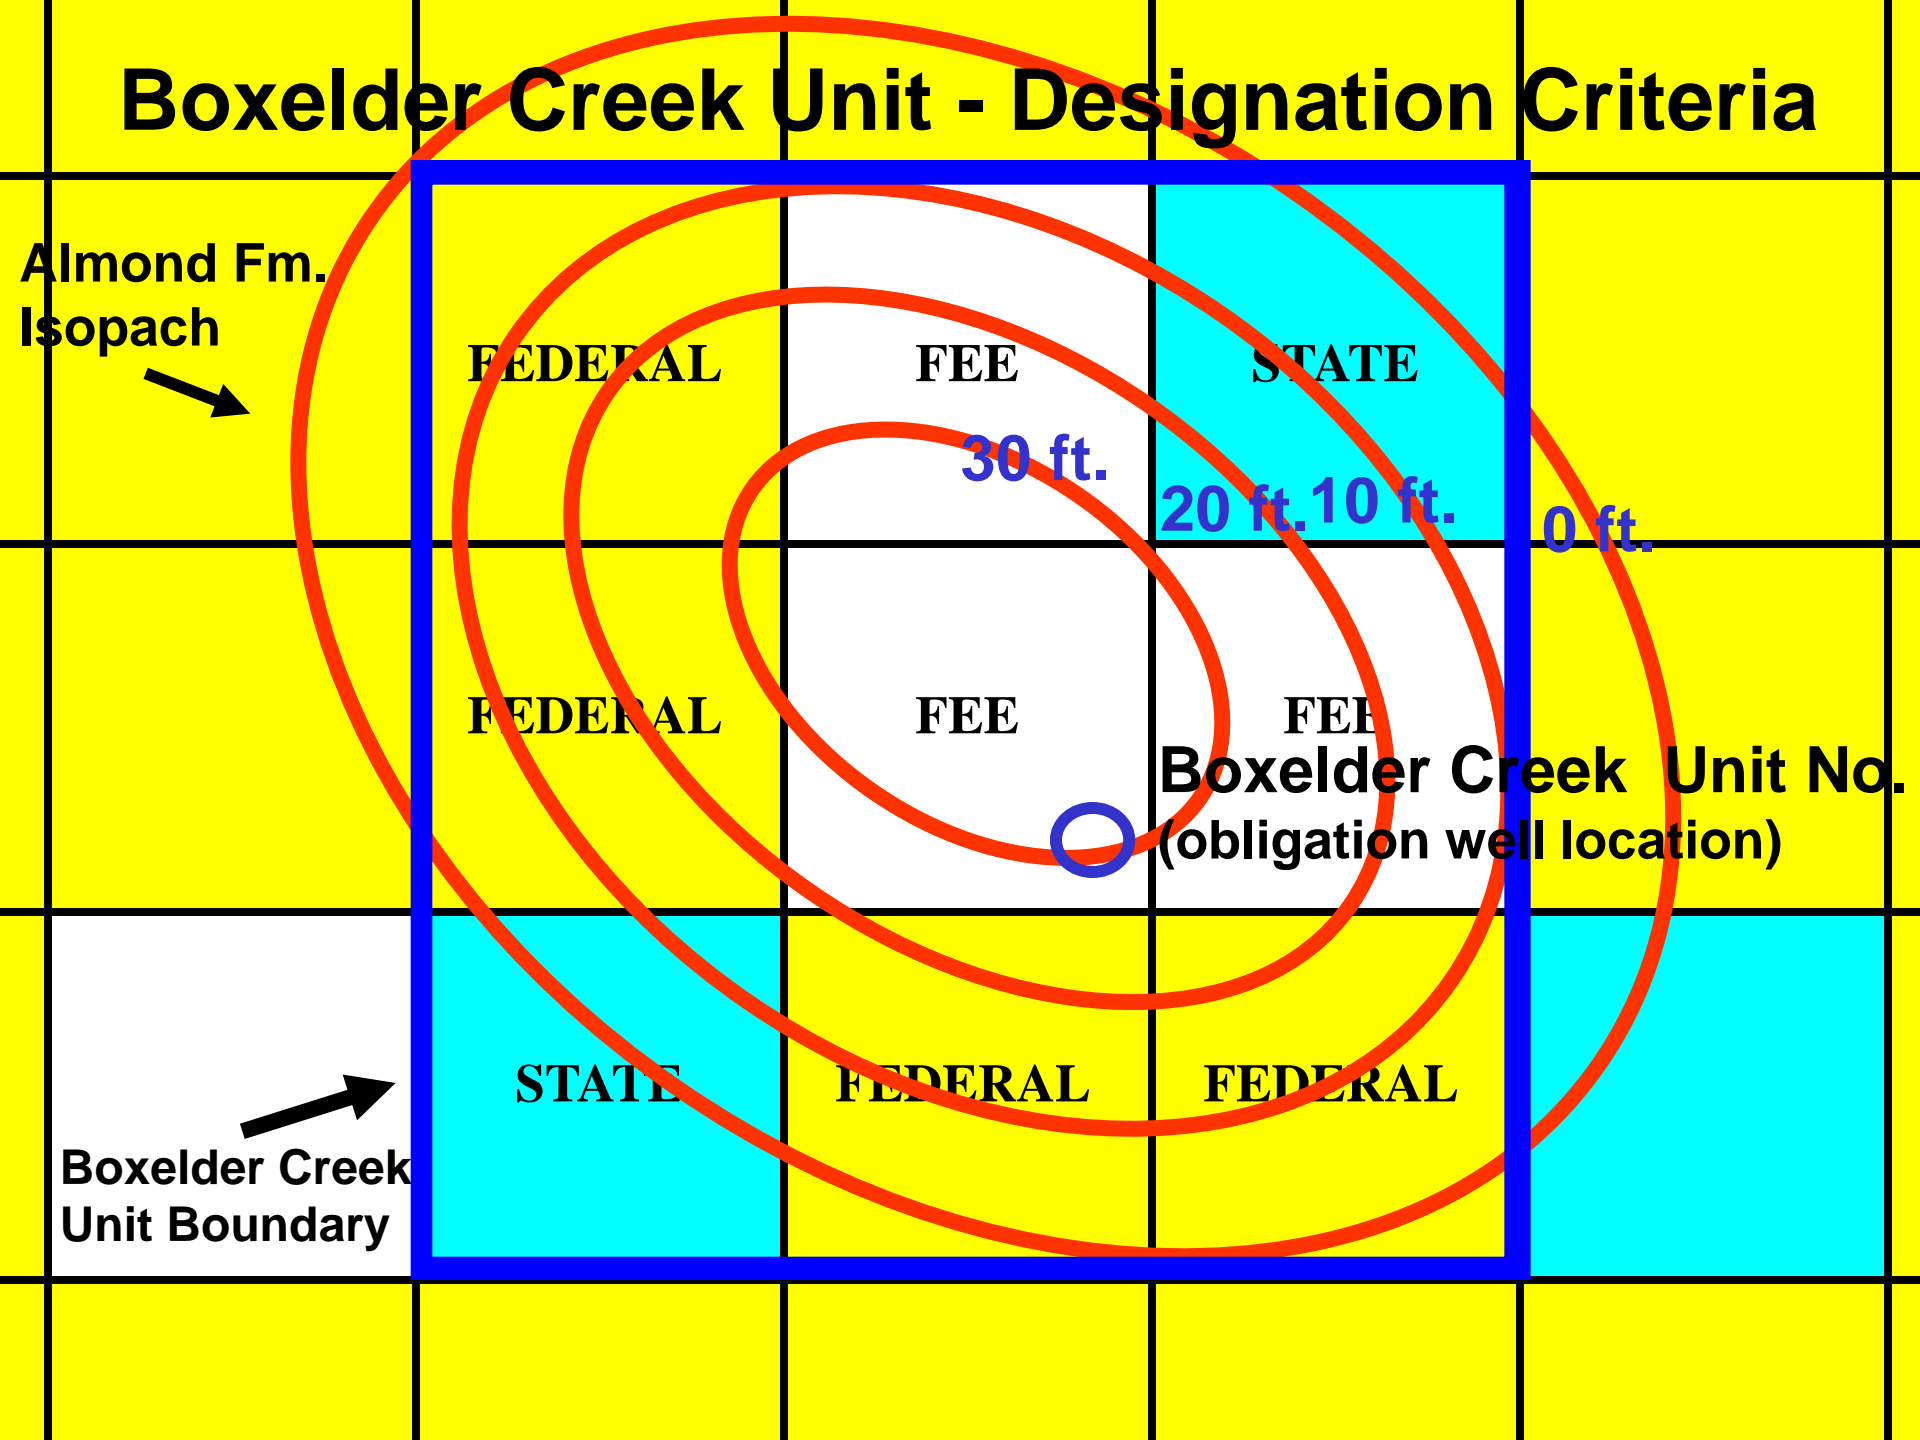 Boxelder Creek Unit - Designation Criteria
Almond Fm.
Isopach
FEDERAL FEE STATE
30 ft.
20 ft. 10 ft. 0 ft.
FEDERAL FEE FEE
Boxelder Creek Unit No.
(obligation well location)
STATE FEDERAL FEDERAL
Boxelder Creek
Unit Boundary